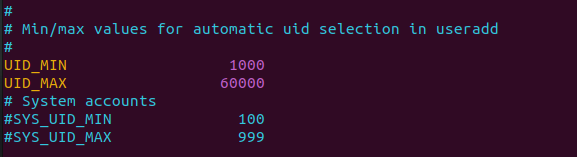 #
# Min/max values for automatic uid selection in useradd
#
UID_MIN 1000
UID_MAX 60000
# System accounts
#SYS_UID_MIN 100
#SYS_UID_MAX 999